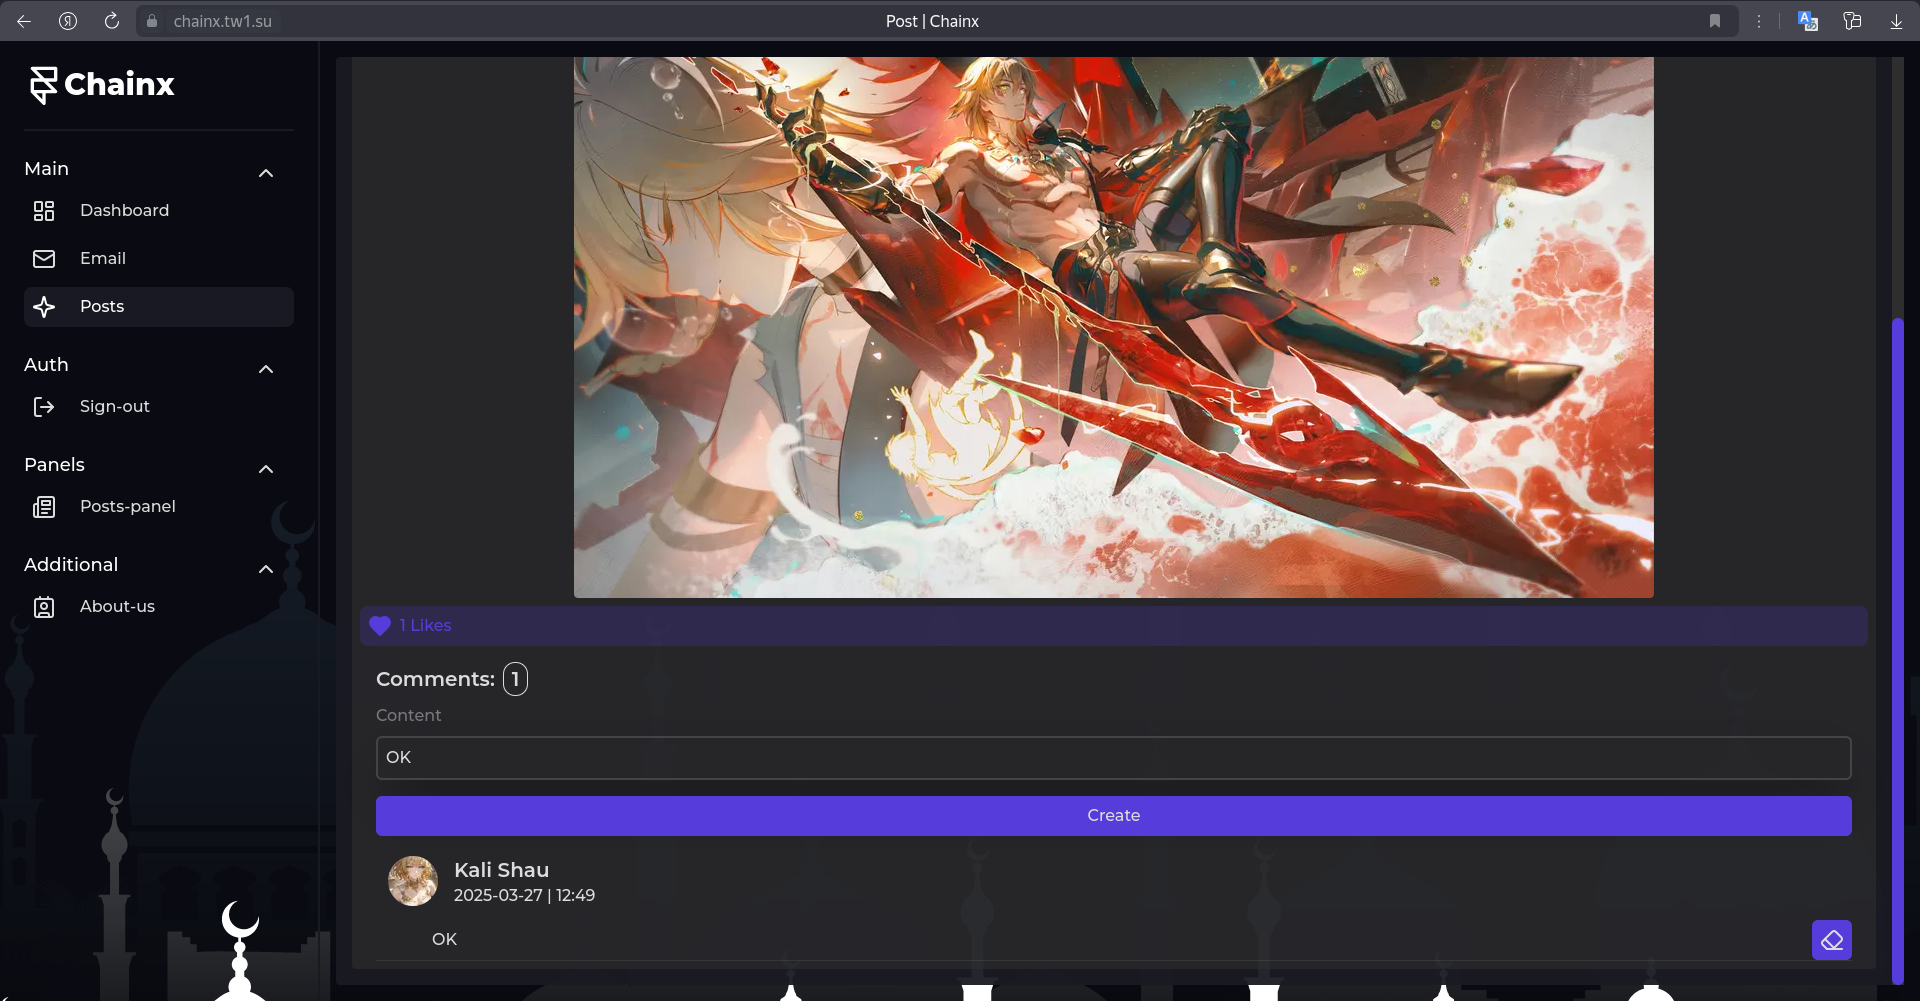 chainx.tw1.su
Post | Chainx
Chainx
Main
Dashboard
Email
Posts
Auth
Sign-out
Panels
Posts-panel
Additional
About-us
1 Likes
Comments: 1
Content
OK
Create
Kali Shau
2025-03-27 | 12:49
OK